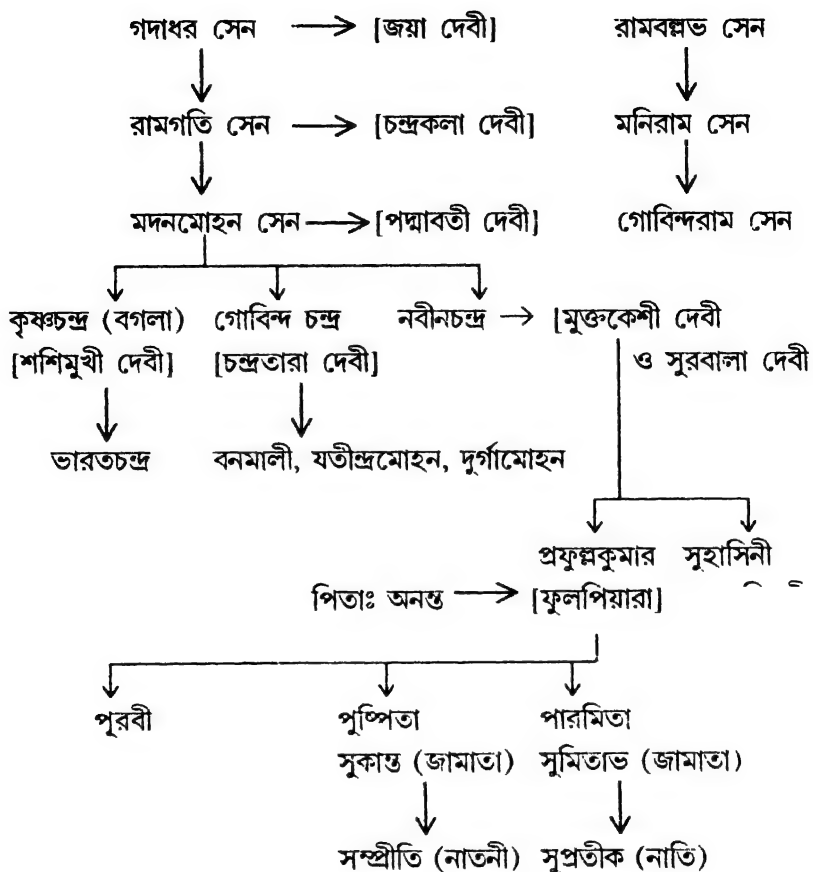 গদাধর সেন [জয়া দেবী] রামবল্লভ সেন
রামগতি সেন [চন্দ্রকলা দেবী] মনিরাম সেন
মদনমোহন সেন [পদ্মাবতী দেবী] গোবিন্দরাম সেন
কৃষ্ণচন্দ্র (বগলা) গোবিন্দ চন্দ্র নবীনচন্দ্র [মুক্তকেশী দেবী
[শশিমুখী দেবী] [চন্দ্রতারা দেবী] ও সুরবালা দেবী
ভারতচন্দ্র বনমালী, যতীন্দ্রমোহন, দুর্গামোহন
প্রফুল্লকুমার সুহাসিনী
পিতাঃ অনন্ত [ফুলপিয়ারা]
পূরবী পুষ্পিতা পারমিতা
সুকান্ত (জামাতা) সুমিতাভ (জামাতা)
সম্প্রীতি (নাতনী) সুপ্রতীক (নাতি)